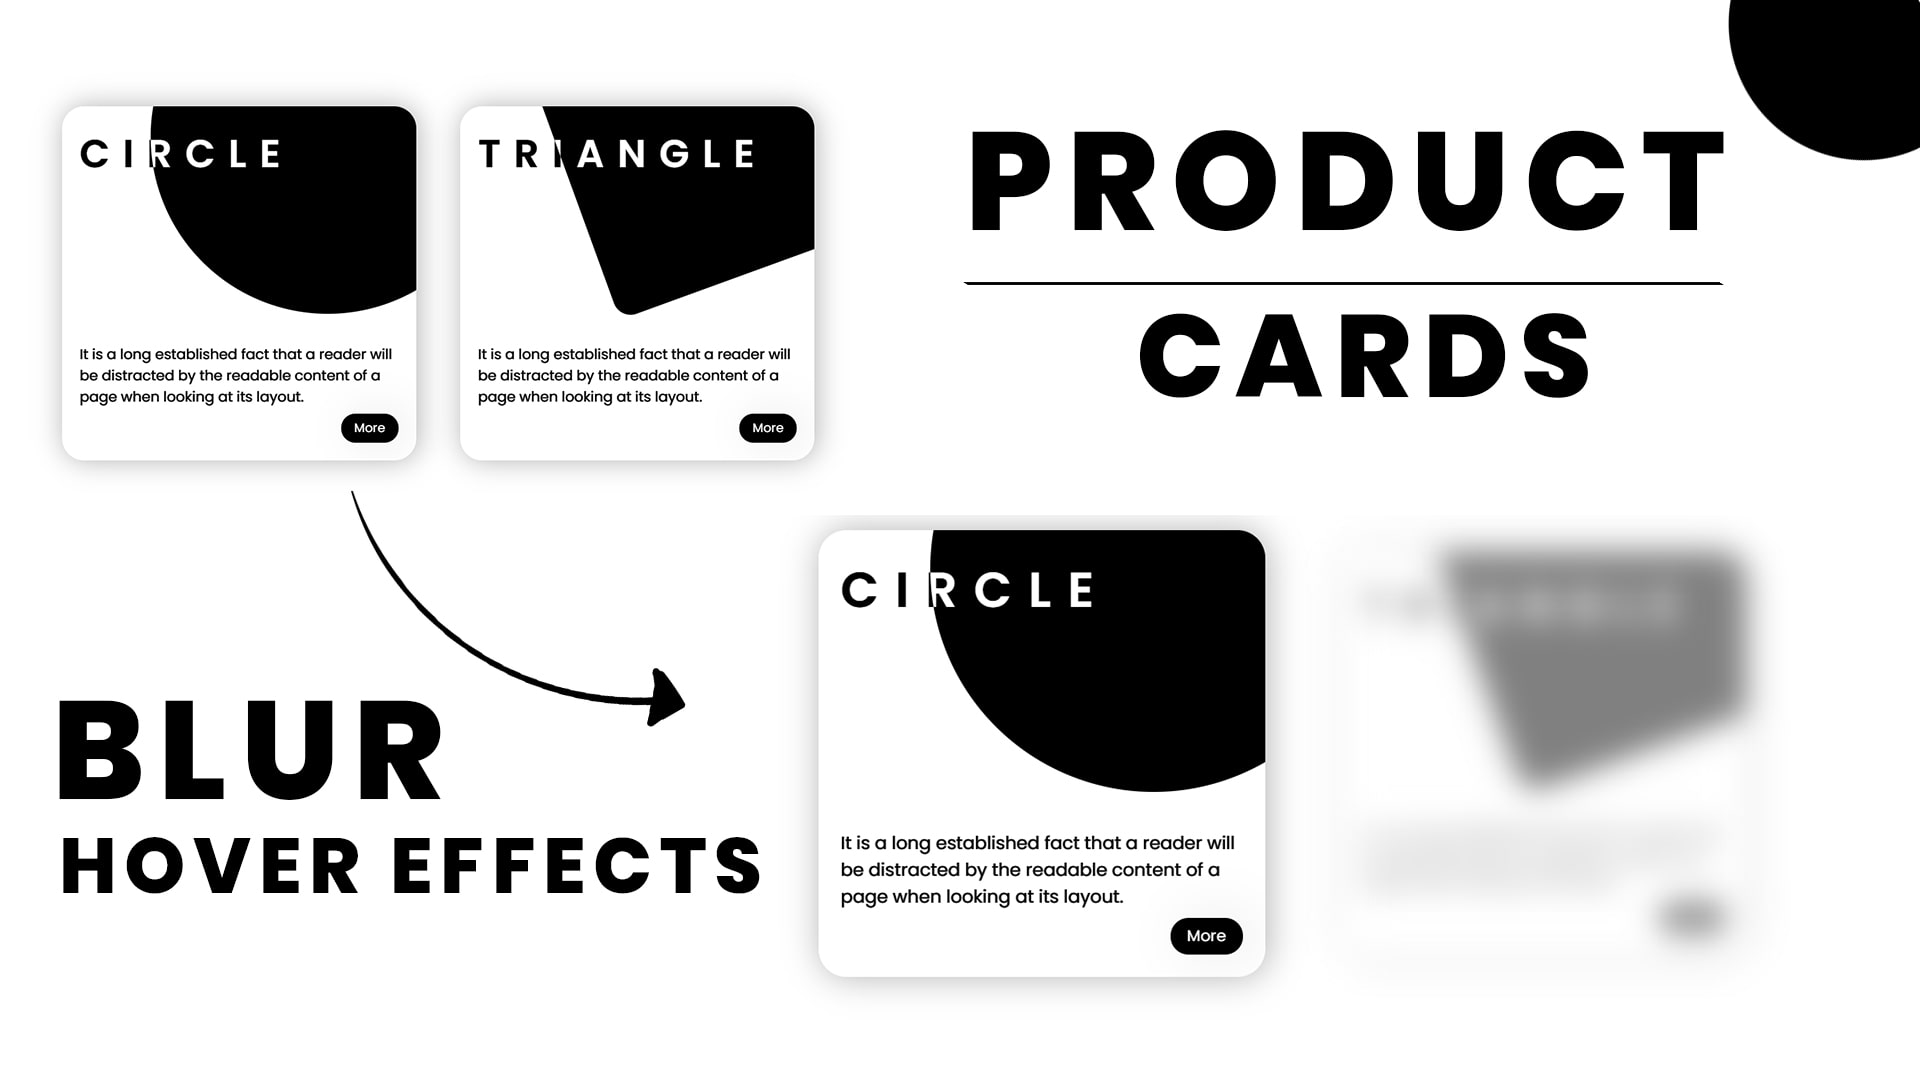 CIRCLE
It is a long established fact that a reader will
be distracted by the readable content of a
page when looking at its layout.
More
TRIANGLE
It is a long established fact that a reader will
be distracted by the readable content of a
page when looking at its layout.
More
PRODUCT
CARDS
BLUR
HOVER EFFECTS
CIRCLE
It is a long established fact that a reader will
be distracted by the readable content of a
page when looking at its layout.
More